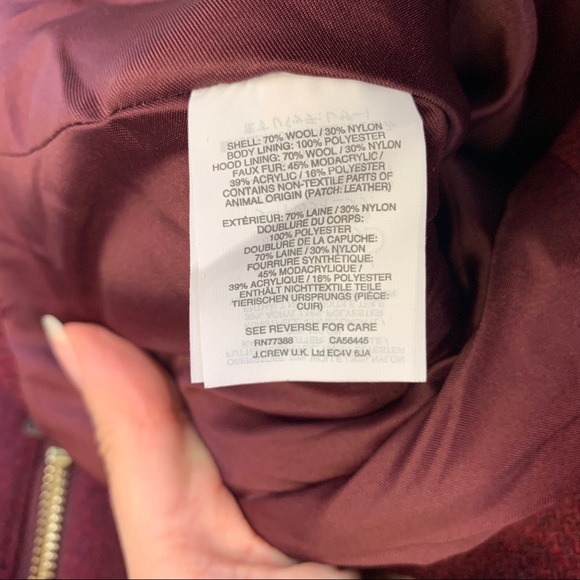 SHELL: 70% WOOL / 30% NYLON
BODY LINING: 100% POLYESTER
HOOD LINING: 70% WOOL / 30% NYLON
FAUX FUR: 45% MODACRYLIC /
39% ACRYLIC / 16% POLYESTER
CONTAINS NON-TEXTILE PARTS OF
ANIMAL ORIGIN (PATCH: LEATHER)
EXTÉRIEUR: 70% LAINE / 30% NYLON
DOUBLURE DU CORPS:
100% POLYESTER
DOUBLURE DE LA CAPUCHE:
70% LAINE / 30% NYLON
FOURRURE SYNTHÉTIQUE:
45% MODACRYLIQUE /
39% ACRYLIQUE / 16% POLYESTER
ENTHÄLT NICHTTEXTILE TEILE
TIERISCHEN URSPRUNGS (PIÈCE:
CUIR)
SEE REVERSE FOR CARE
RN77388 CA56445
J.CREW U.K. Ltd EC4V 6JA